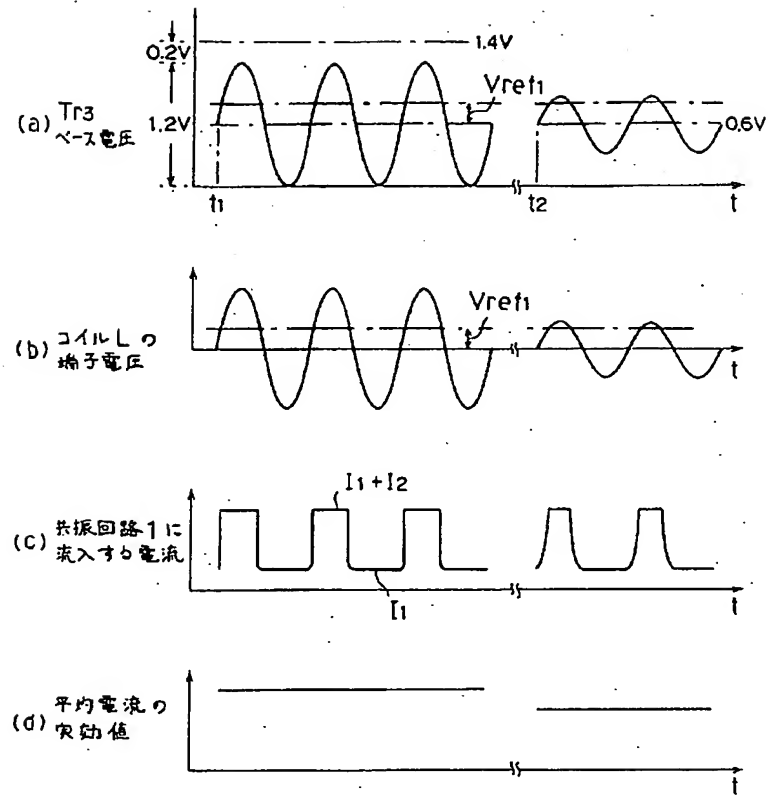 0.2V
1.4V
Vref1
(a) Tr3
ベース電圧
1.2V
0.6V
t1
t2
t
(b) コイルLの
端子電圧
Vref1
t
(c) 共振回路1に
流入する電流
I1+I2
I1
t
(d) 平均電流の
実効値
t